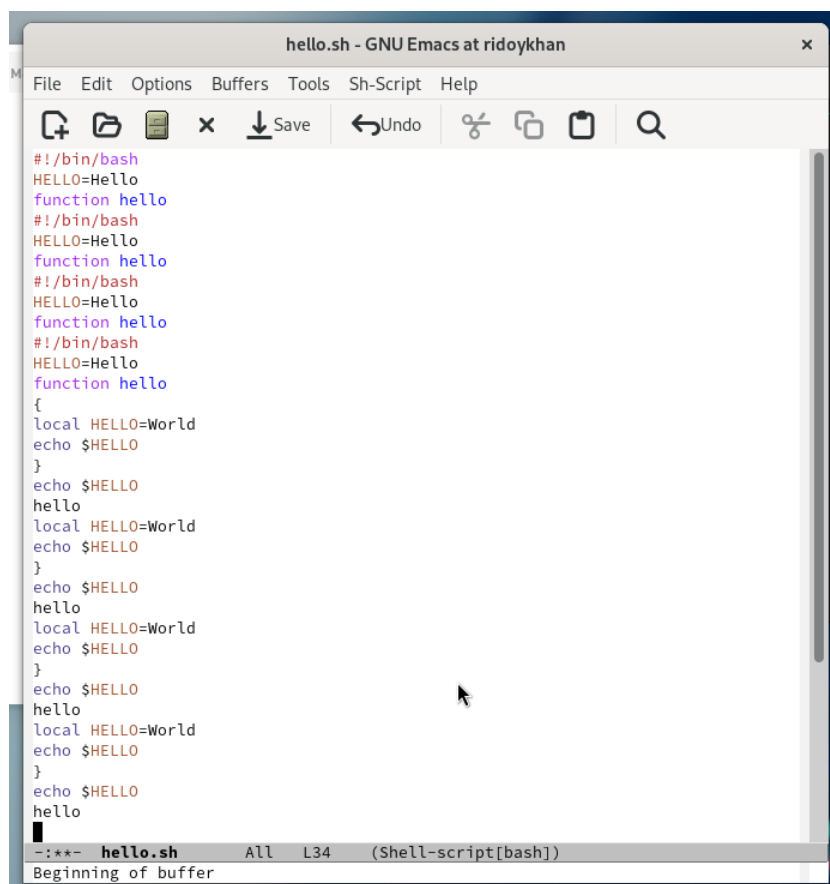 hello.sh - GNU Emacs at ridoykhan
M
File Edit Options Buffers Tools Sh-Script Help
Save Undo
#!/bin/bash
HELLO=Hello
function hello
#!/bin/bash
HELLO=Hello
function hello
#!/bin/bash
HELLO=Hello
function hello
#!/bin/bash
HELLO=Hello
function hello
{
local HELLO=World
echo $HELLO
}
echo $HELLO
hello
local HELLO=World
echo $HELLO
}
echo $HELLO
hello
local HELLO=World
echo $HELLO
}
echo $HELLO
hello
local HELLO=World
echo $HELLO
}
echo $HELLO
hello
-:**- hello.sh All L34 (Shell-script[bash])
Beginning of buffer